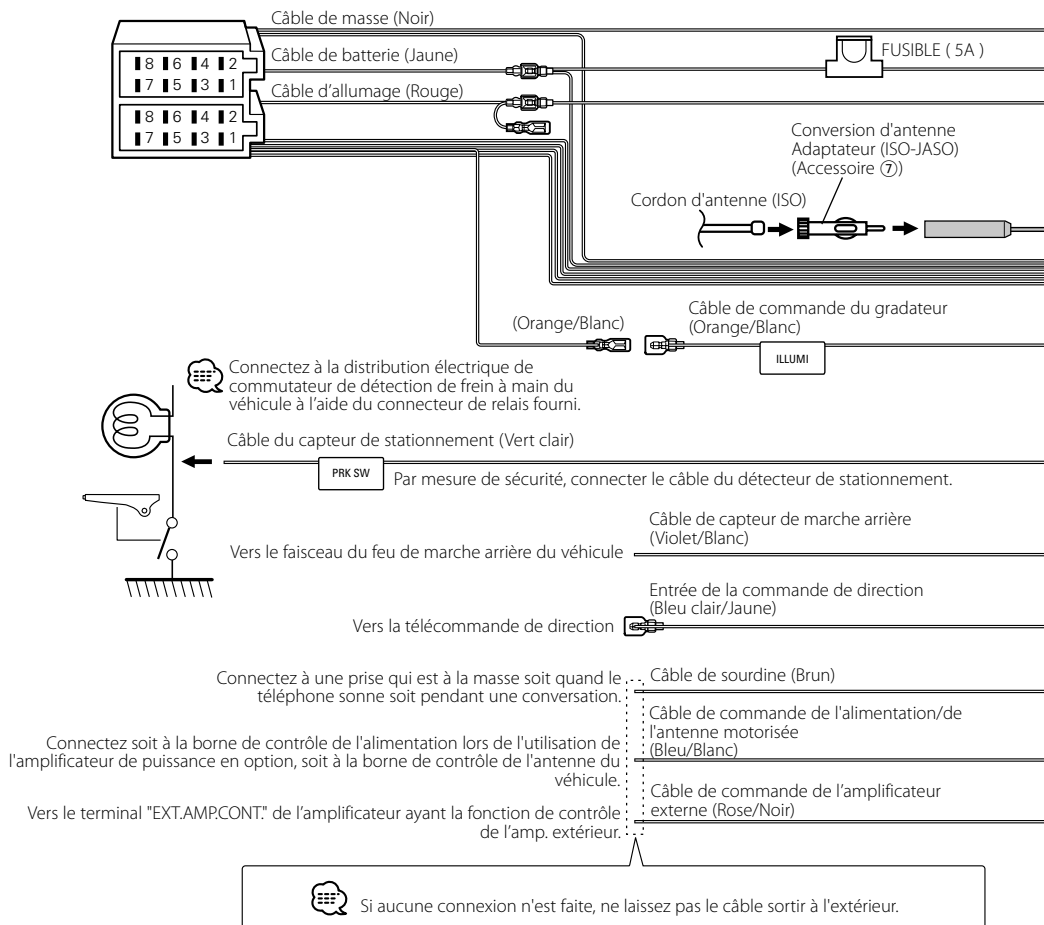 Câble de masse (Noir)
Câble de batterie (Jaune)
FUSIBLE ( 5A )
8 6 4 2
7 5 3 1
Câble d'allumage (Rouge)
8 6 4 2
7 5 3 1
Conversion d'antenne
Adaptateur (ISO-JASO)
(Accessoire ⑦)
Cordon d'antenne (ISO)
(Orange/Blanc)
Câble de commande du gradateur
(Orange/Blanc)
ILLUMI
Connectez à la distribution électrique de
commutateur de détection de frein à main du
véhicule à l'aide du connecteur de relais fourni.
Câble du capteur de stationnement (Vert clair)
PRK SW
Par mesure de sécurité, connecter le câble du détecteur de stationnement.
Câble de capteur de marche arrière
(Violet/Blanc)
Vers le faisceau du feu de marche arrière du véhicule
Entrée de la commande de direction
(Bleu clair/Jaune)
Vers la télécommande de direction
Connectez à une prise qui est à la masse soit quand le
téléphone sonne soit pendant une conversation.
Câble de sourdine (Brun)
Câble de commande de l'alimentation/de
l'antenne motorisée
(Bleu/Blanc)
Connectez soit à la borne de contrôle de l'alimentation lors de l'utilisation de
l'amplificateur de puissance en option, soit à la borne de contrôle de l'antenne du
véhicule.
Câble de commande de l'amplificateur
externe (Rose/Noir)
Vers le terminal "EXT.AMP.CONT." de l'amplificateur ayant la fonction de contrôle
de l'amp. extérieur.
Si aucune connexion n'est faite, ne laissez pas le câble sortir à l'extérieur.